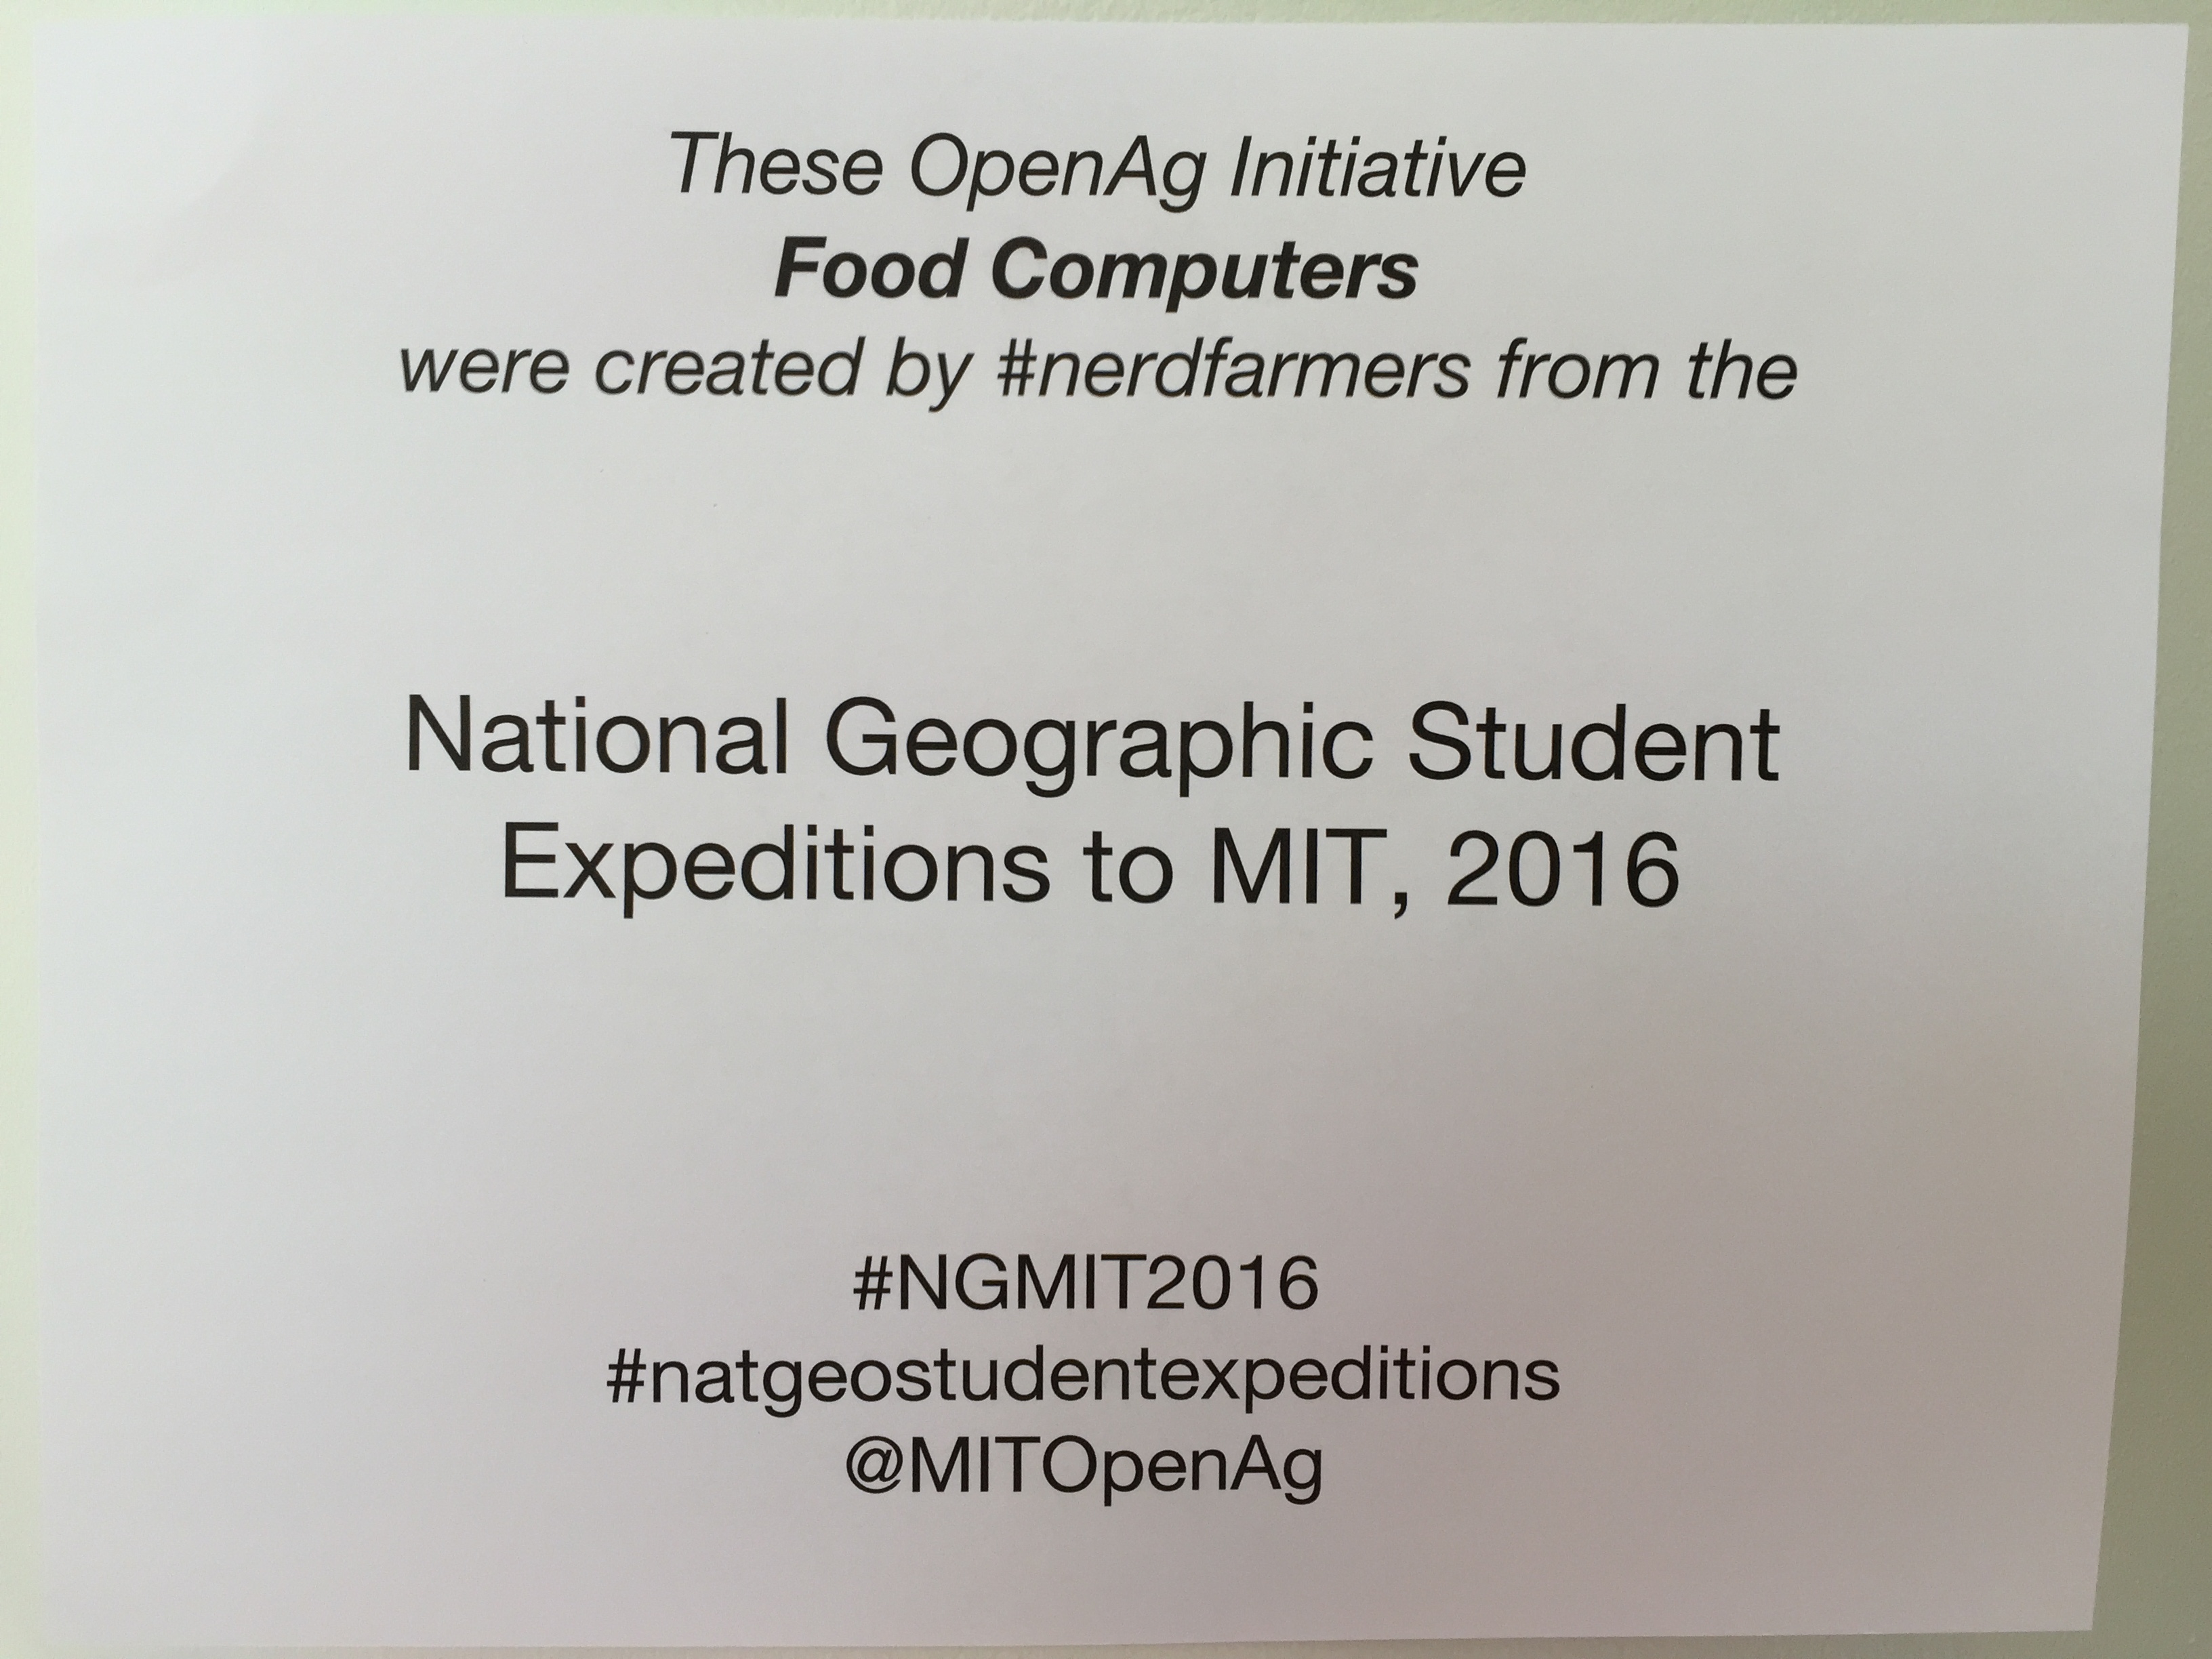 These OpenAg Initiative
Food Computers
were created by #nerdfarmers from the
National Geographic Student
Expeditions to MIT, 2016
#NGMIT2016
#natgeostudentexpeditions
@MITOpenAg